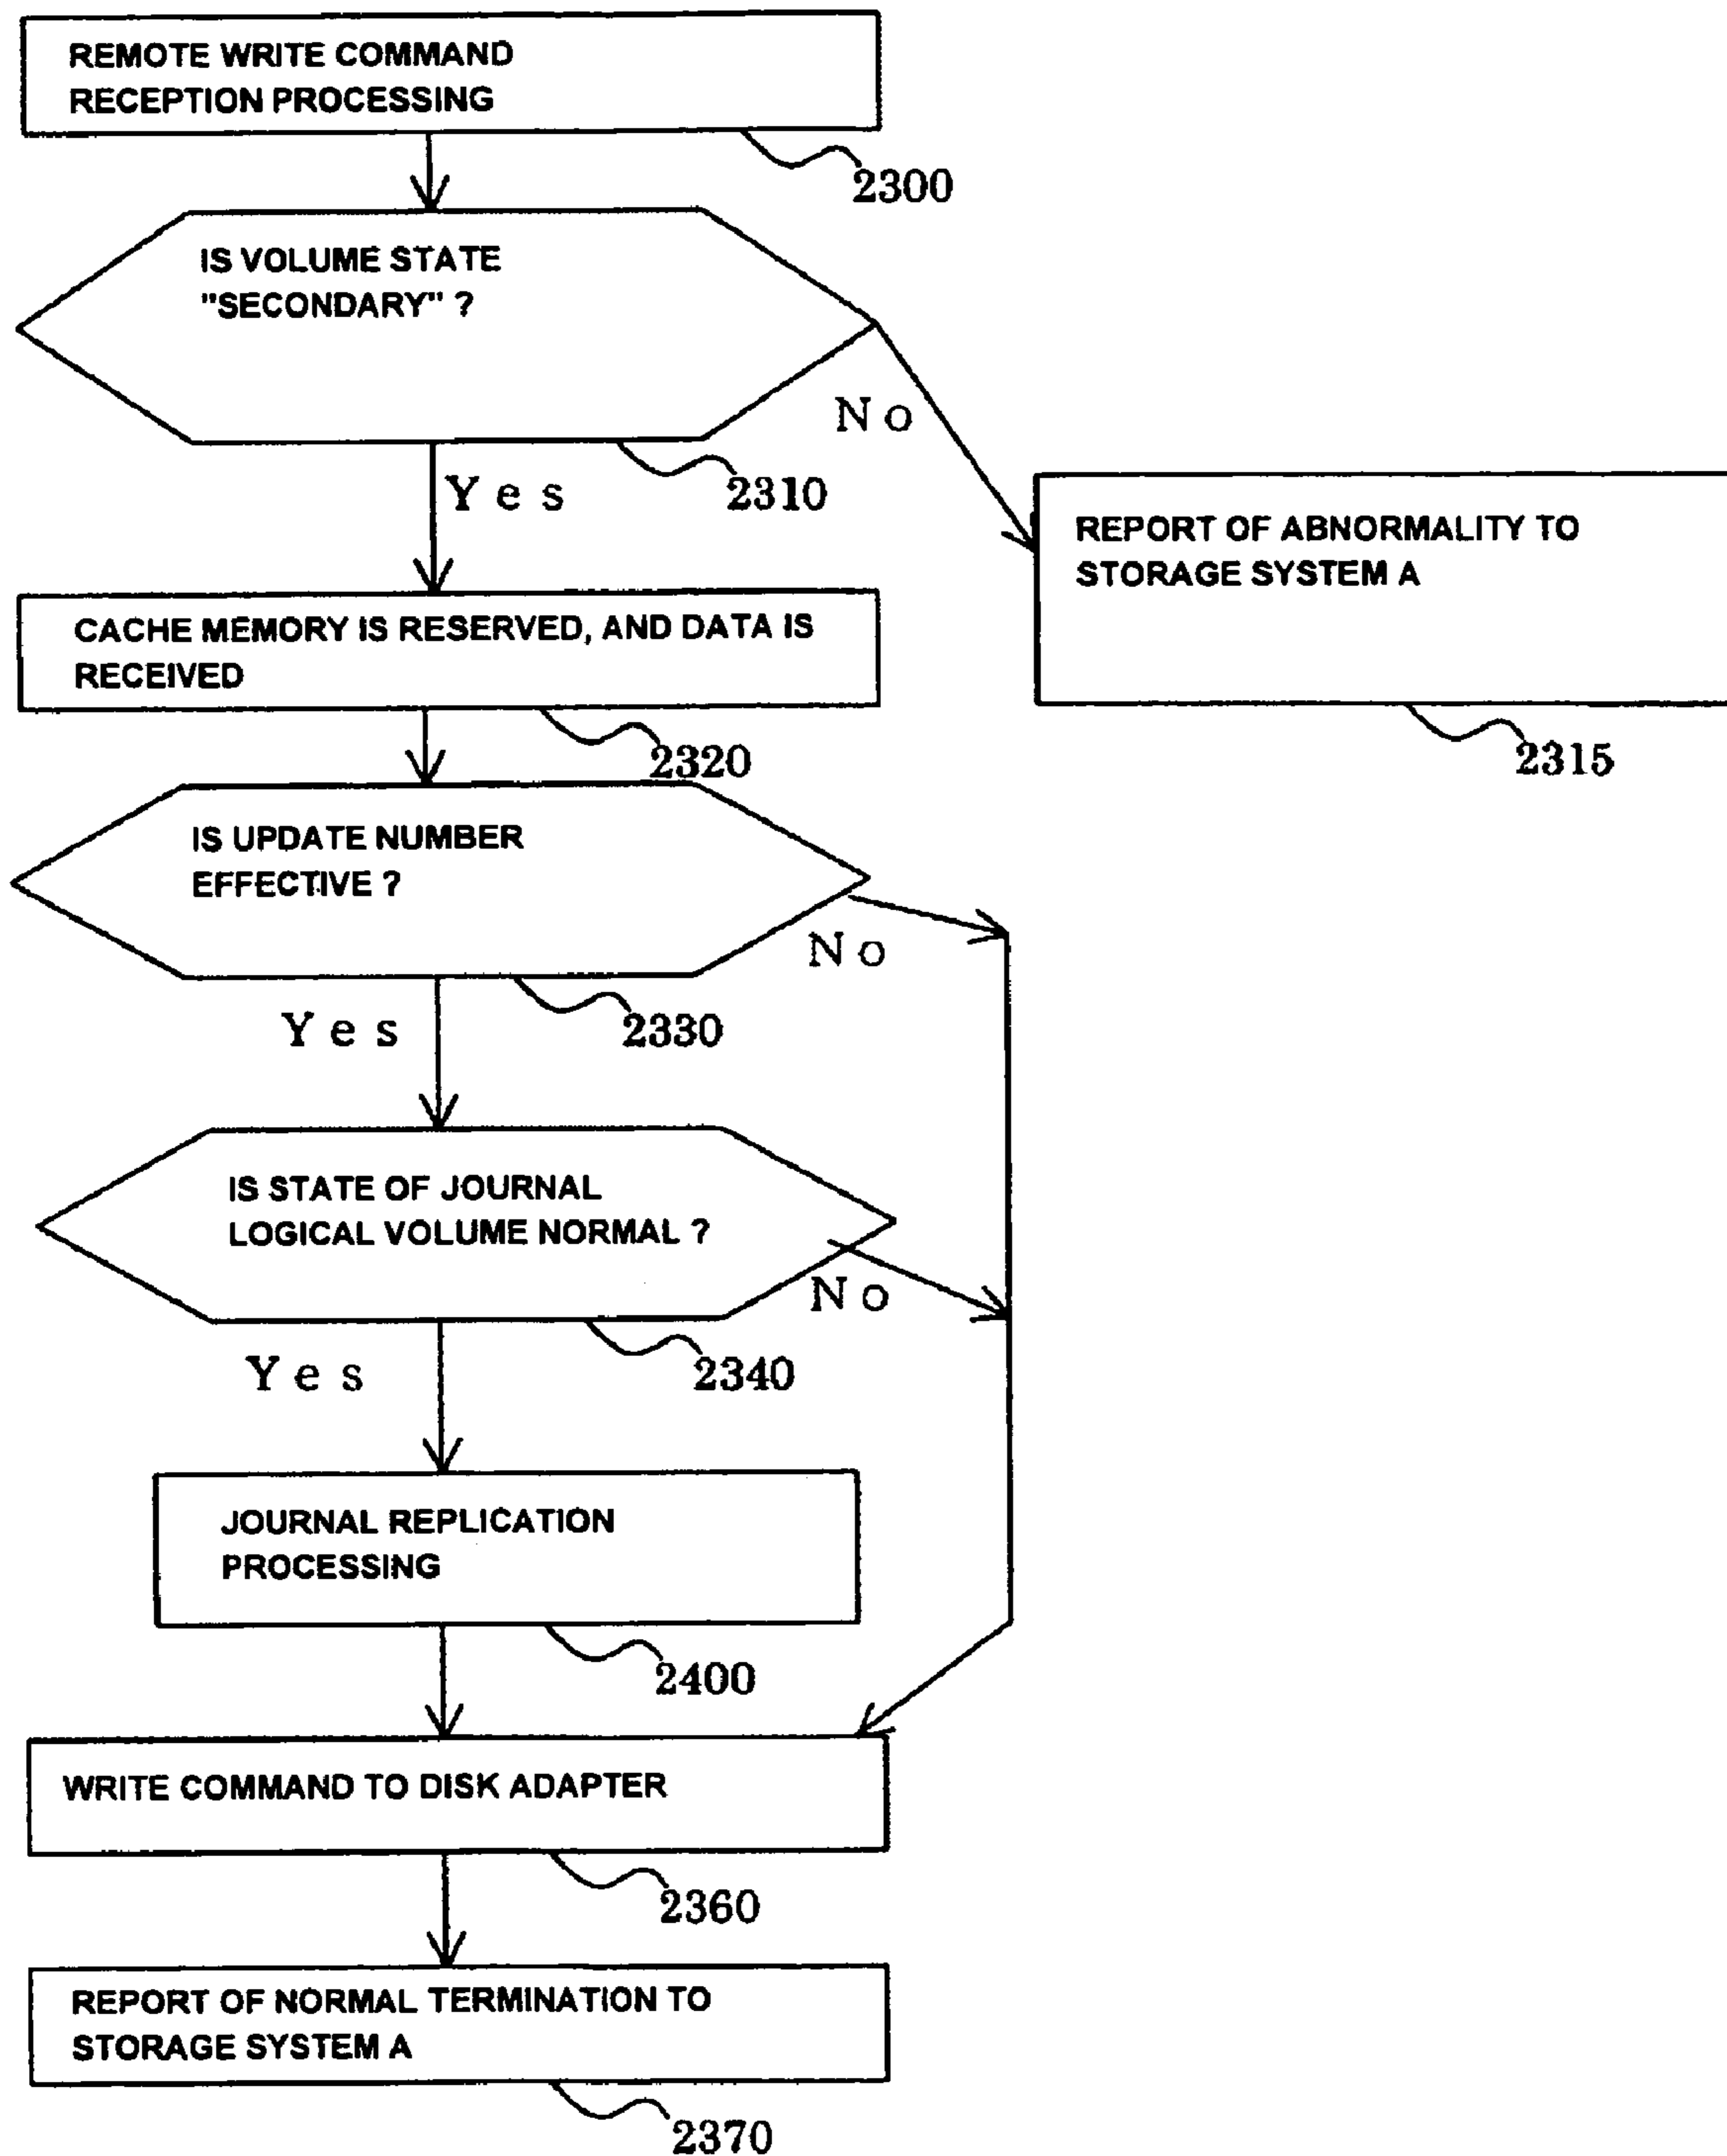 REMOTE WRITE COMMAND
RECEPTION PROCESSING
2300
IS VOLUME STATE
"SECONDARY" ?
No
2310
Yes
REPORT OF ABNORMALITY TO
STORAGE SYSTEM A
2315
CACHE MEMORY IS RESERVED, AND DATA IS
RECEIVED
2320
IS UPDATE NUMBER
EFFECTIVE ?
No
2330
Yes
IS STATE OF JOURNAL
LOGICAL VOLUME NORMAL ?
No
2340
Yes
JOURNAL REPLICATION
PROCESSING
2400
WRITE COMMAND TO DISK ADAPTER
2360
REPORT OF NORMAL TERMINATION TO
STORAGE SYSTEM A
2370